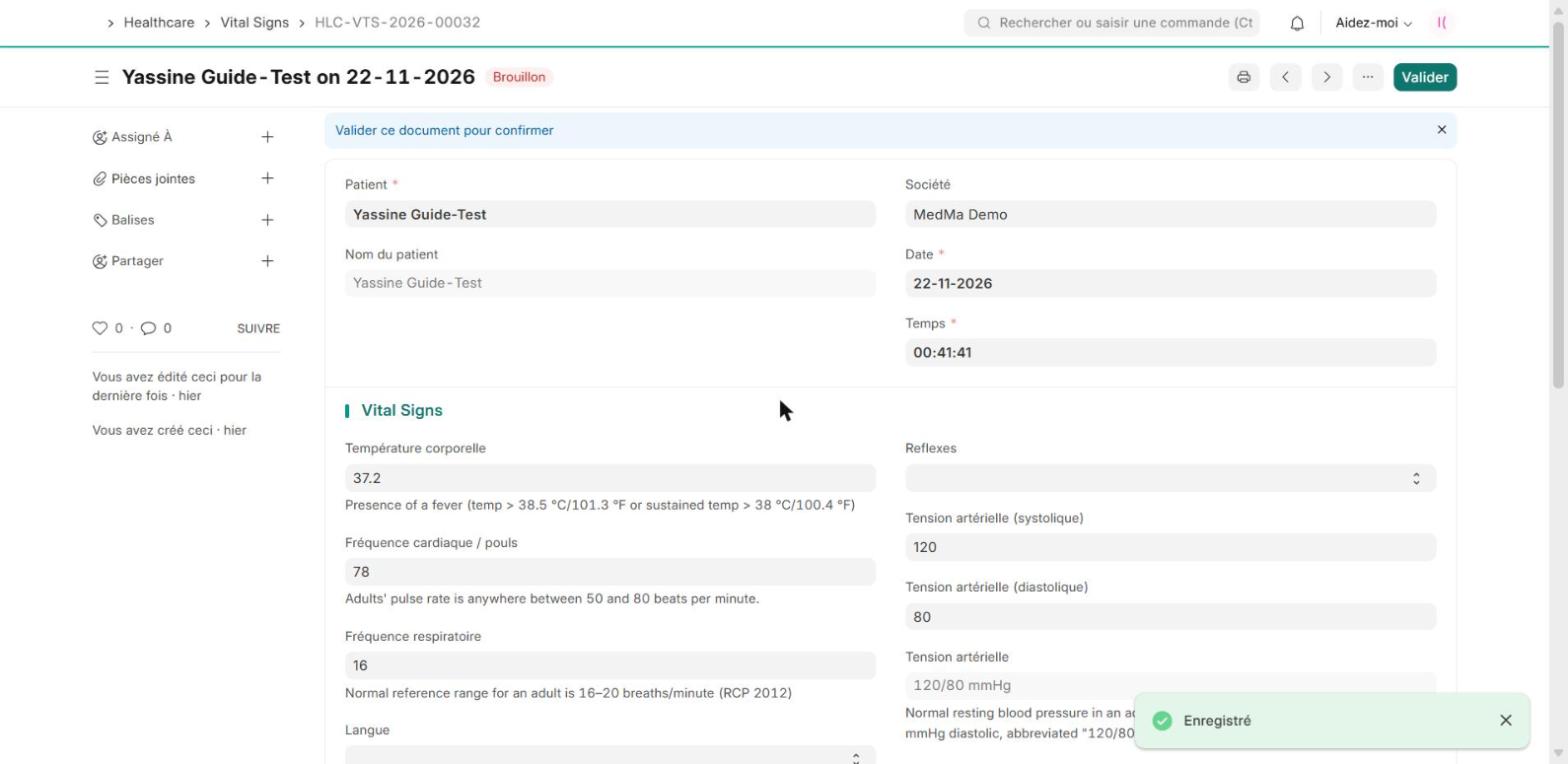 Healthcare > Vital Signs > HLC-VTS-2026-00032
Rechercher ou saisir une commande (Ct
Aidez-moi
I(
Yassine Guide-Test on 22-11-2026
Brouillon
Valider
Assigné À
Pièces jointes
Balises
Partager
0 · 0
SUIVRE
Vous avez édité ceci pour la
dernière fois · hier
Vous avez créé ceci · hier
Valider ce document pour confirmer
Patient *
Yassine Guide-Test
Nom du patient
Yassine Guide-Test
Société
MedMa Demo
Date *
22-11-2026
Temps *
00:41:41
Vital Signs
Température corporelle
37.2
Presence of a fever (temp > 38.5 °C/101.3 °F or sustained temp > 38 °C/100.4 °F)
Fréquence cardiaque / pouls
78
Adults' pulse rate is anywhere between 50 and 80 beats per minute.
Fréquence respiratoire
16
Normal reference range for an adult is 16–20 breaths/minute (RCP 2012)
Langue
Reflexes
Tension artérielle (systolique)
120
Tension artérielle (diastolique)
80
Tension artérielle
120/80 mmHg
Normal resting blood pressure in an
mmHg diastolic, abbreviated "120/80
Enregistré